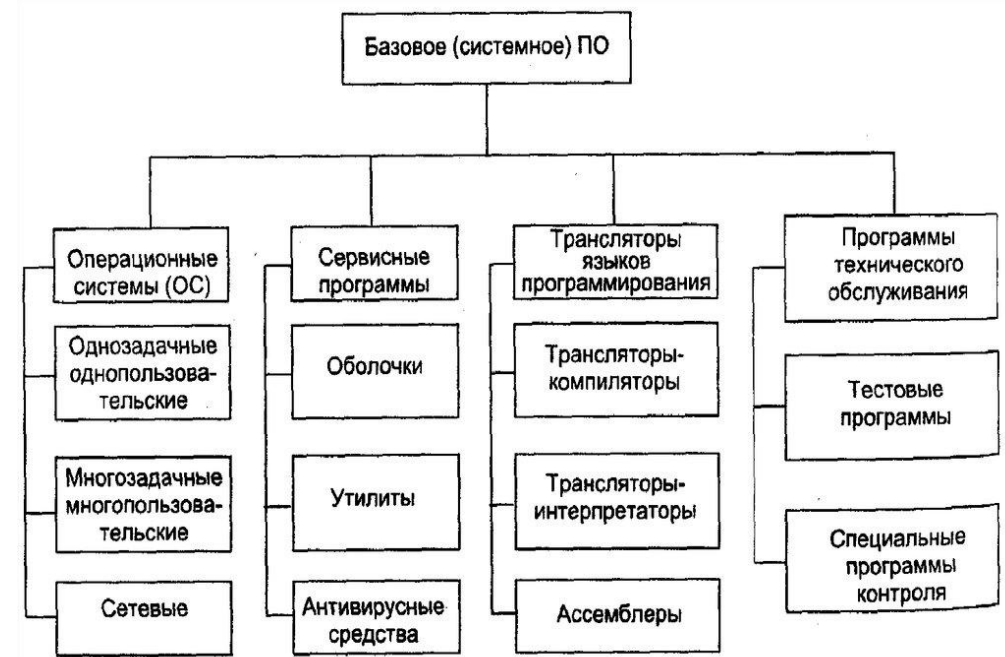 Базовое (системное) ПО
Операционные
системы (ОС)
Однозадачные
однопользова-
тельские
Многозадачные
многопользова-
тельские
Сетевые
Сервисные
программы
Оболочки
Утилиты
Антивирусные
средства
Трансляторы
языков
программирования
Трансляторы-
компиляторы
Трансляторы-
интерпретаторы
Ассемблеры
Программы
технического
обслуживания
Тестовые
программы
Специальные
программы
контроля